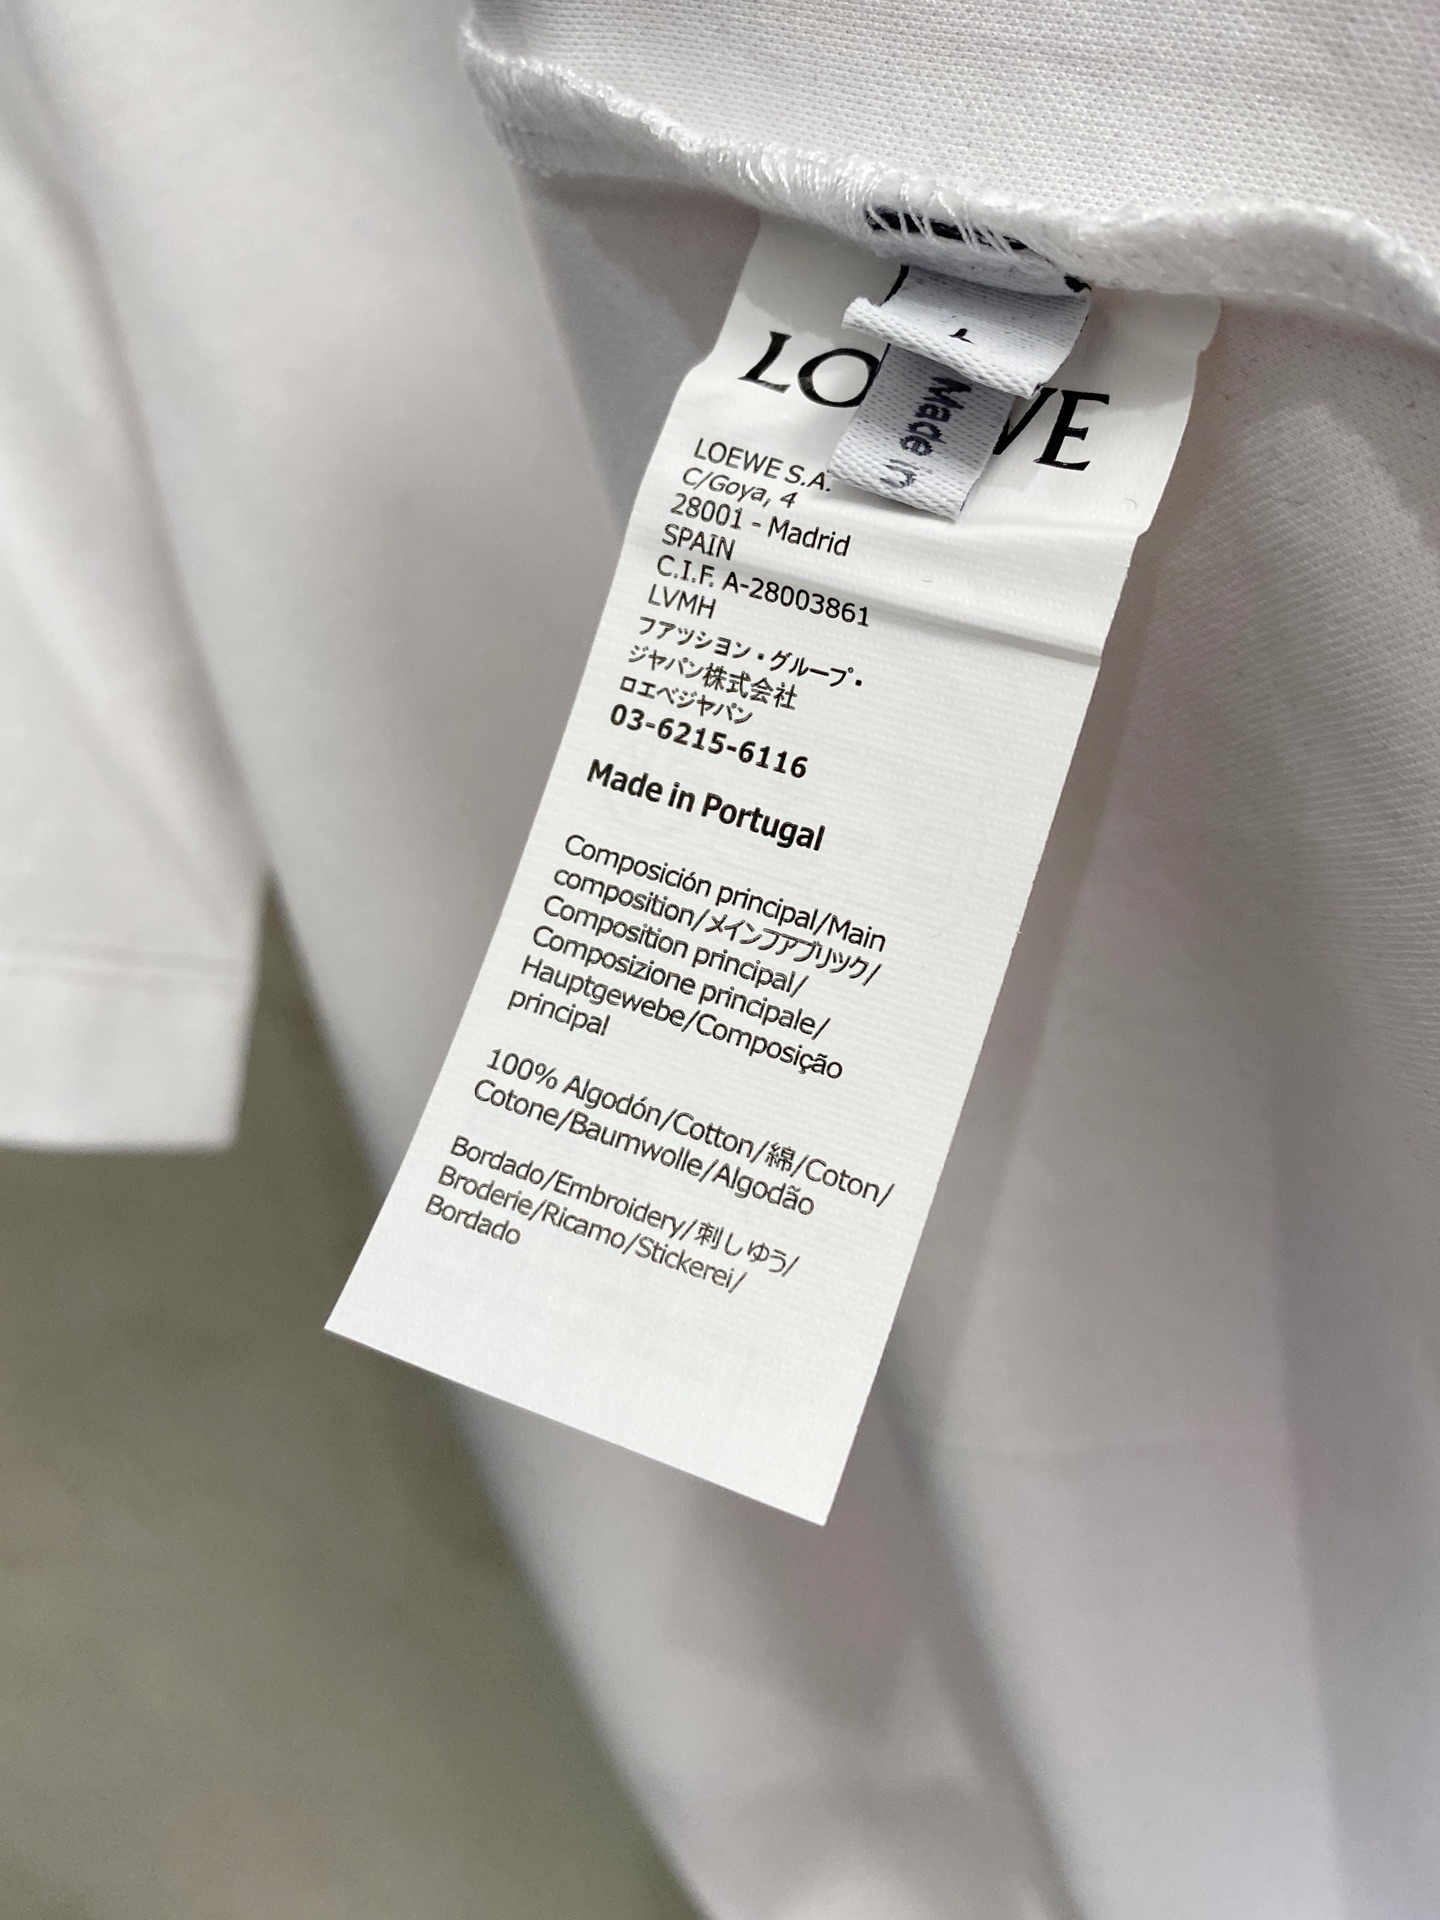 LO WE
Made in
LOEWE S.A.
C/Goya, 4
28001 - Madrid
SPAIN
C.I.F. A-28003861
LVMH
ファッション・グループ・
ジャパン株式会社
ロエベジャパン
03-6215-6116
Made in Portugal
Composición principal/Main
composition/メインファブリック/
Composition principal/
Composizione principale/
Hauptgewebe/Composição
principal
100% Algodón/Cotton/綿/Coton/
Cotone/Baumwolle/Algodão
Bordado/Embroidery/刺しゆう/
Broderie/Ricamo/Stickerei/
Bordado